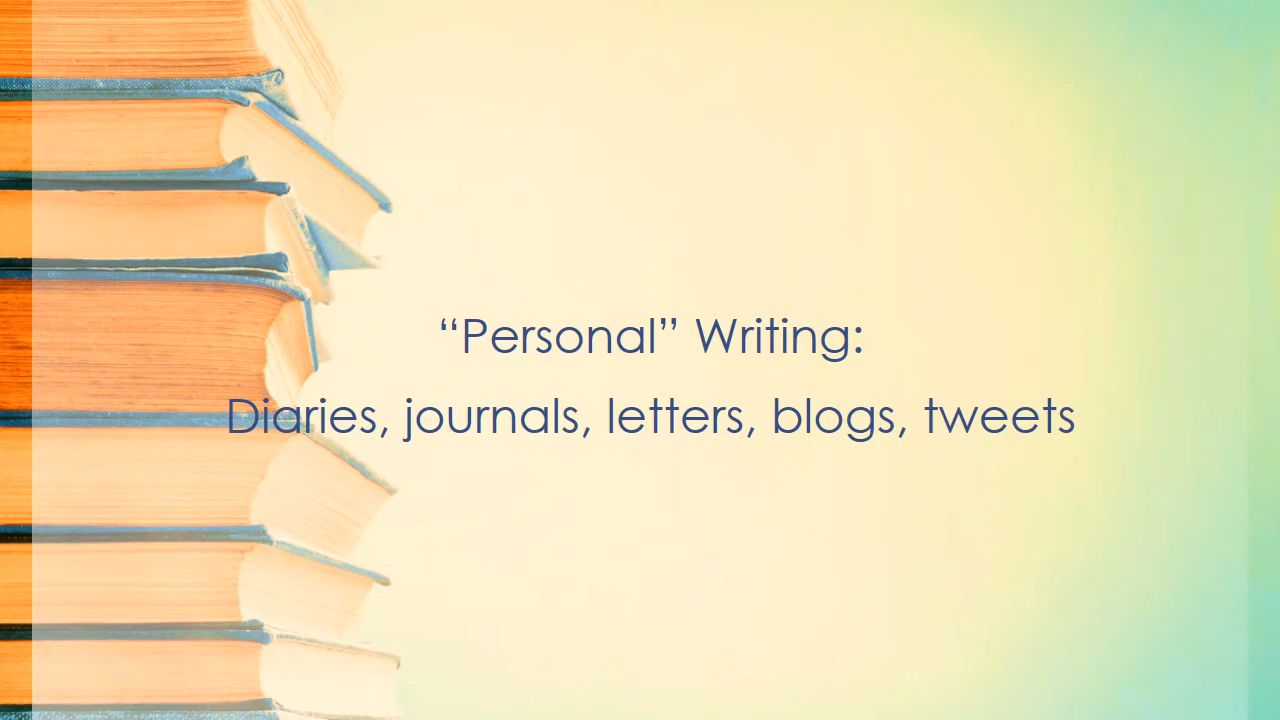 “Personal” Writing:
Diaries, journals, letters, blogs, tweets